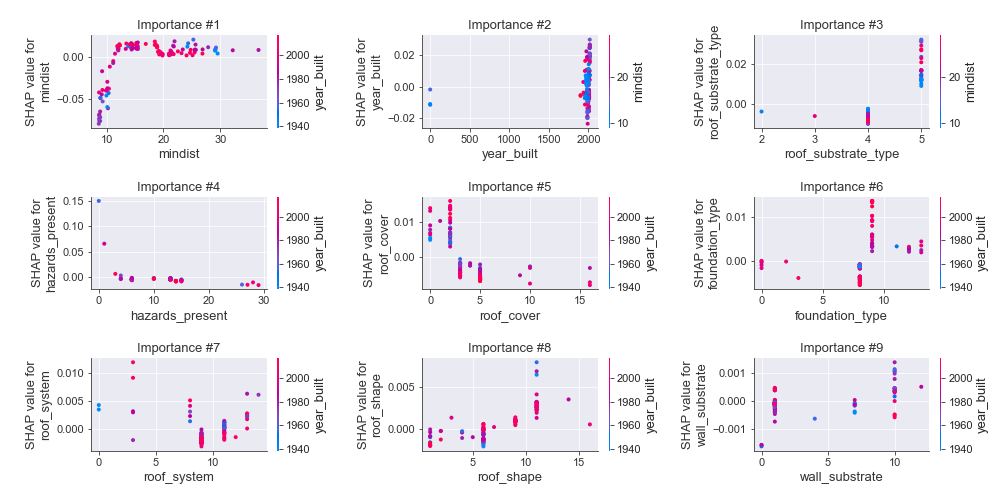 Importance #1
SHAP value for
mindist
0.00
−0.05
10
20
30
mindist
2000
1980
1960
1940
year_built
Importance #2
SHAP value for
year_built
0.02
0.00
−0.02
0
500
1000
1500
2000
year_built
20
10
mindist
Importance #3
SHAP value for
roof_substrate_type
0.02
0.00
2
3
4
5
roof_substrate_type
20
10
mindist
Importance #4
SHAP value for
hazards_present
0.15
0.10
0.05
0.00
0
10
20
30
hazards_present
2000
1980
1960
1940
year_built
Importance #5
SHAP value for
roof_cover
0.01
0.00
0
5
10
15
roof_cover
2000
1980
1960
1940
year_built
Importance #6
SHAP value for
foundation_type
0.01
0.00
0
5
10
foundation_type
2000
1980
1960
1940
year_built
Importance #7
SHAP value for
roof_system
0.010
0.005
0.000
0
5
10
roof_system
2000
1980
1960
1940
year_built
Importance #8
SHAP value for
roof_shape
0.005
0.000
5
10
15
roof_shape
2000
1980
1960
1940
year_built
Importance #9
SHAP value for
wall_substrate
0.001
0.000
−0.001
0
5
10
wall_substrate
2000
1980
1960
1940
year_built